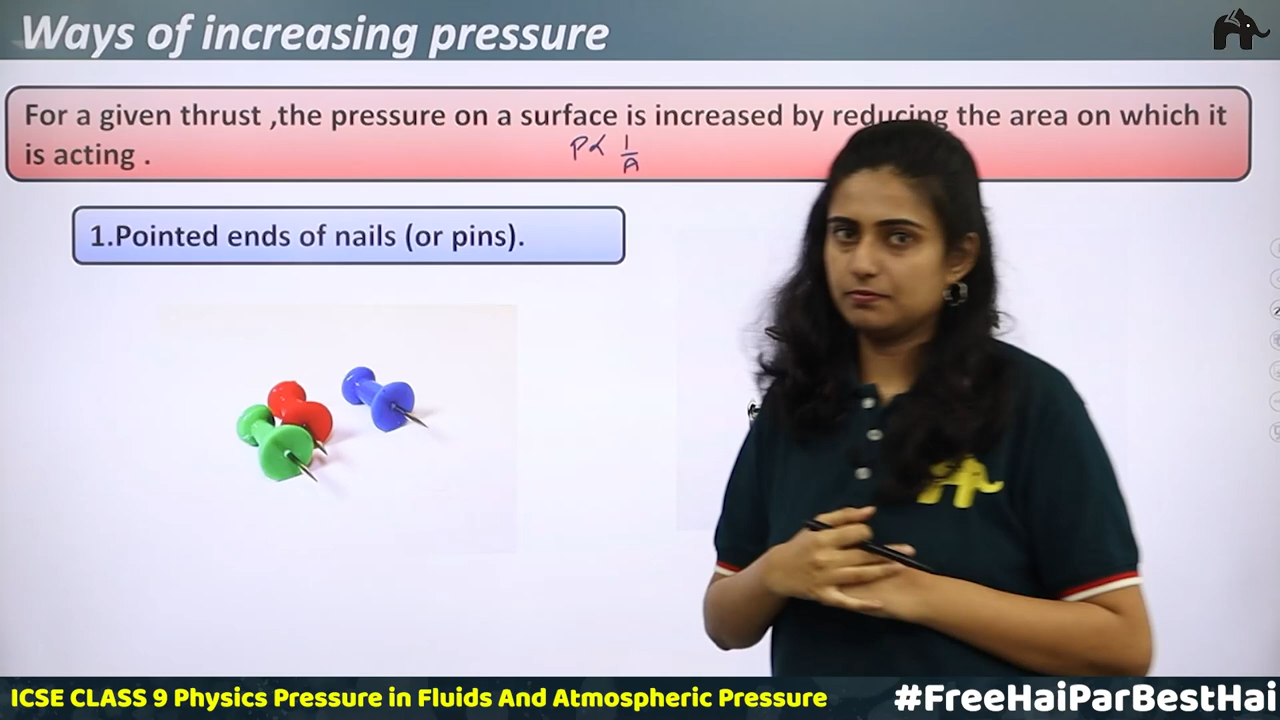 Ways of increasing pressure
For a given thrust ,the pressure on a surface is increased by reducing the area on which it
is acting .
P∝ 1/A
1.Pointed ends of nails (or pins).
ICSE CLASS 9 Physics Pressure in Fluids And Atmospheric Pressure
#FreeHaiParBestHai